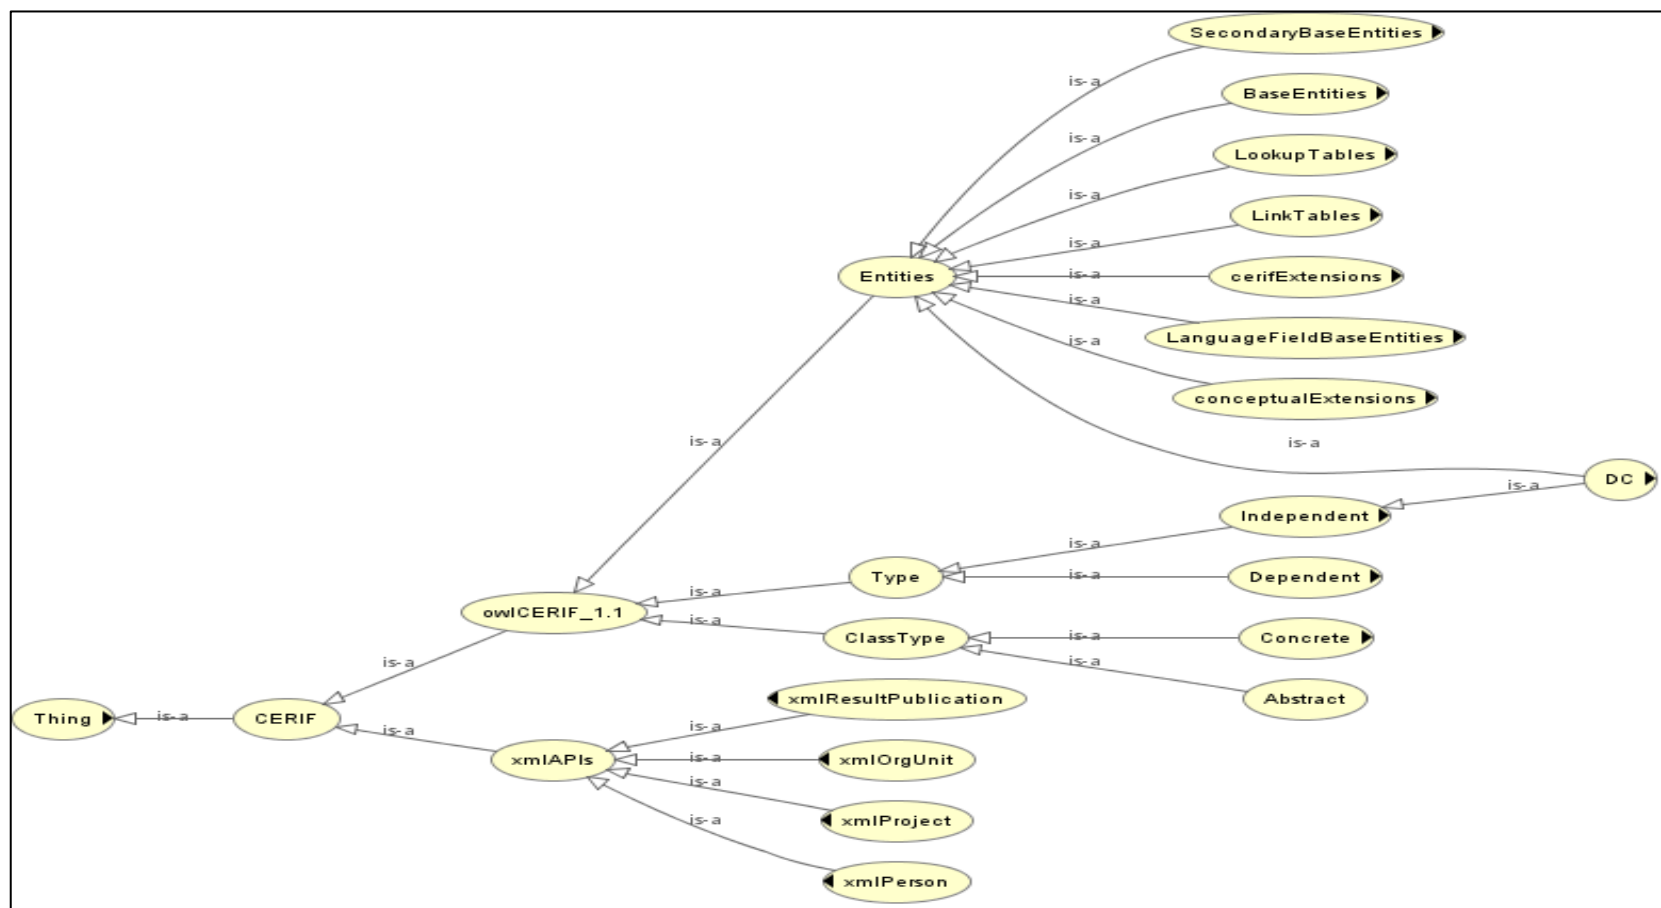 SecondaryBaseEntities
is-a
BaseEntities
is-a
LookupTables
is-a
LinkTables
is-a
Entities
is-a
cerifExtensions
is-a
LanguageFieldBaseEntities
is-a
conceptualExtensions
is-a
is-a
DC
is-a
Independent
is-a
Type
is-a
Dependent
is-a
owlCERIF_1.1
is-a
ClassType
is-a
Concrete
is-a
is-a
xmlResultPublication
Abstract
Thing
is-a
CERIF
is-a
is-a
xmlAPIs
is-a
xmlOrgUnit
is-a
xmlProject
is-a
xmlPerson